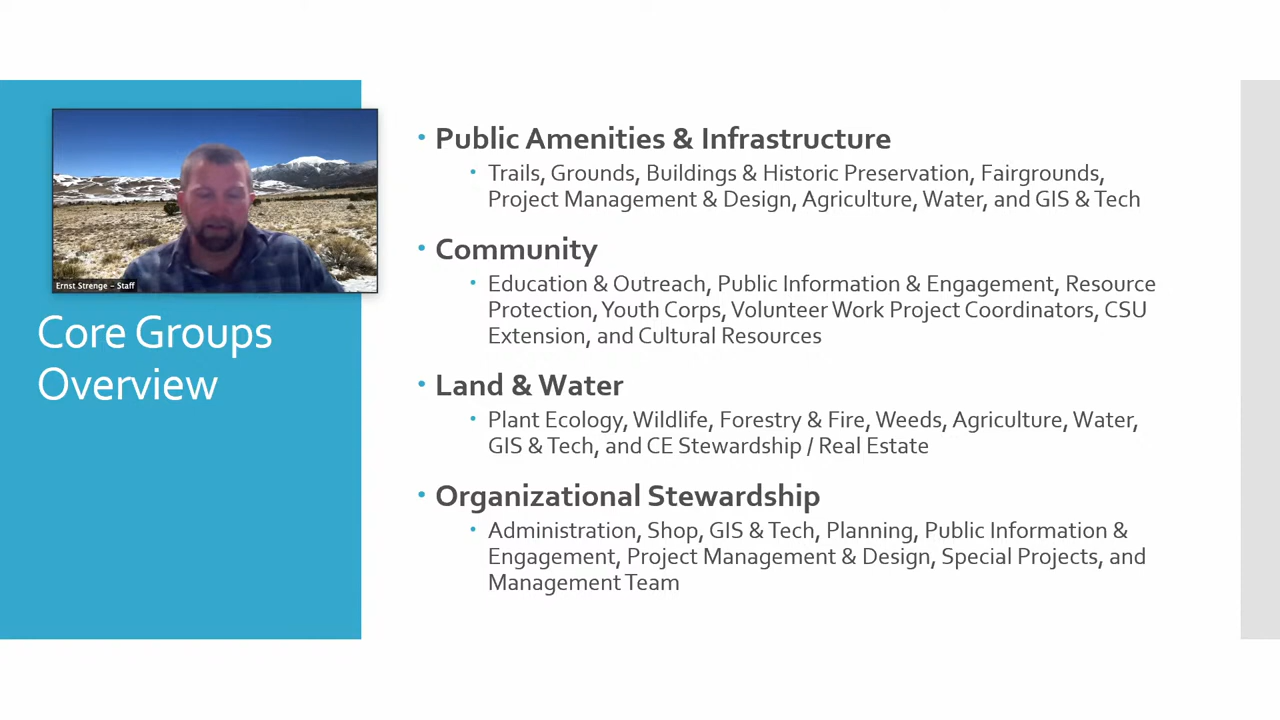 Ernst Strenge – Staff
Core Groups
Overview
• Public Amenities & Infrastructure
• Trails, Grounds, Buildings & Historic Preservation, Fairgrounds,
Project Management & Design, Agriculture, Water, and GIS & Tech
• Community
• Education & Outreach, Public Information & Engagement, Resource
Protection, Youth Corps, Volunteer Work Project Coordinators, CSU
Extension, and Cultural Resources
• Land & Water
• Plant Ecology, Wildlife, Forestry & Fire, Weeds, Agriculture, Water,
GIS & Tech, and CE Stewardship / Real Estate
• Organizational Stewardship
• Administration, Shop, GIS & Tech, Planning, Public Information &
Engagement, Project Management & Design, Special Projects, and
Management Team